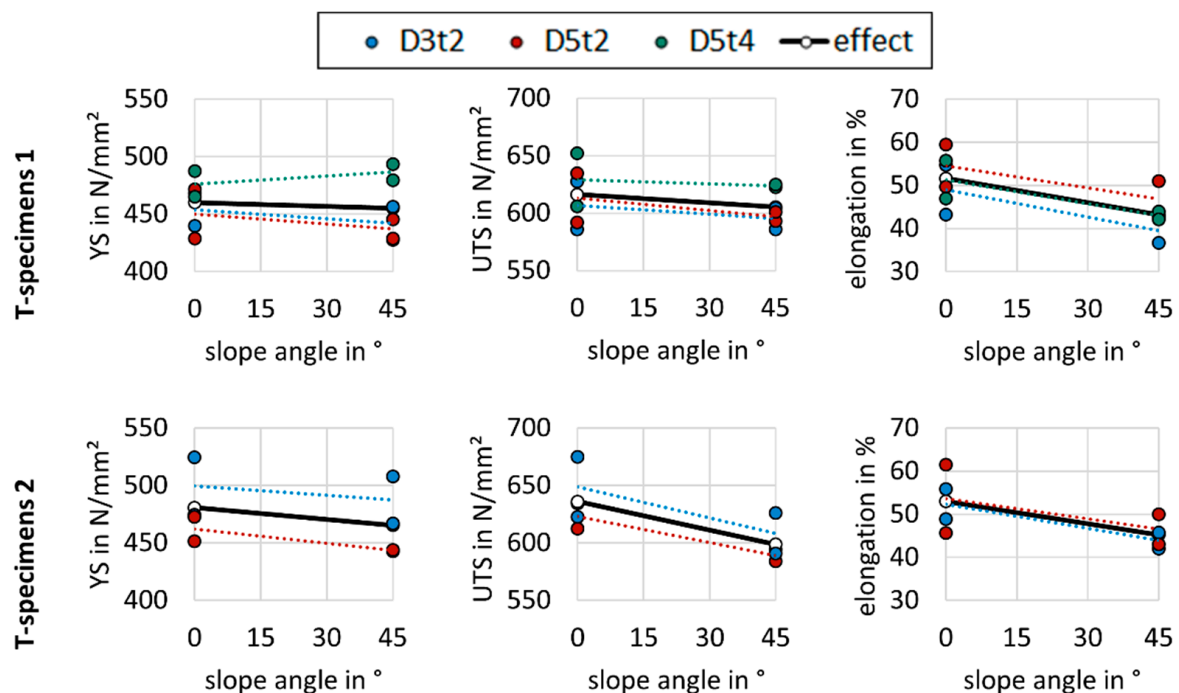 D3t2 D5t2 D5t4 effect
T-specimens 1
YS in N/mm²
550
500
450
400
0 15 30 45
slope angle in °
UTS in N/mm²
700
650
600
550
0 15 30 45
slope angle in °
elongation in %
70
60
50
40
30
0 15 30 45
slope angle in °
T-specimens 2
YS in N/mm²
550
500
450
400
0 15 30 45
slope angle in °
UTS in N/mm²
700
650
600
550
0 15 30 45
slope angle in °
elongation in %
70
60
50
40
30
0 15 30 45
slope angle in °